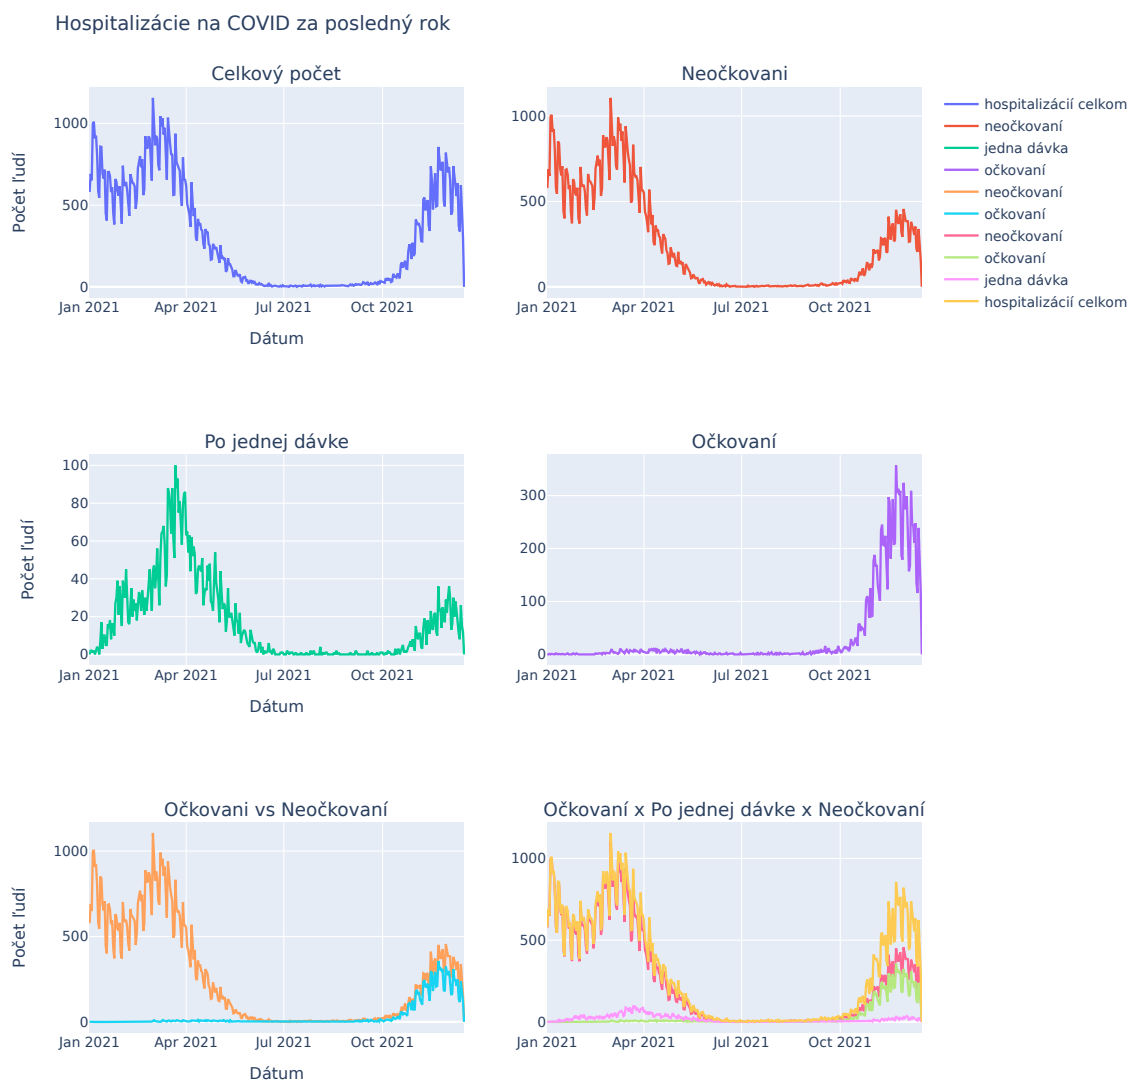 Hospitalizácie na COVID za posledný rok
Celkový počet
Neočkovani
1000
500
0
Počet ľudí
Jan 2021
Apr 2021
Jul 2021
Oct 2021
Dátum
1000
500
0
Jan 2021
Apr 2021
Jul 2021
Oct 2021
hospitalizácií celkom
neočkovaní
jedna dávka
očkovaní
neočkovaní
očkovaní
neočkovaní
očkovaní
jedna dávka
hospitalizácií celkom
Po jednej dávke
Očkovaní
100
80
60
40
20
0
Počet ľudí
Jan 2021
Apr 2021
Jul 2021
Oct 2021
Dátum
300
200
100
0
Jan 2021
Apr 2021
Jul 2021
Oct 2021
Očkovani vs Neočkovaní
Očkovaní x Po jednej dávke x Neočkovaní
1000
500
0
Počet ľudí
Jan 2021
Apr 2021
Jul 2021
Oct 2021
Dátum
1000
500
0
Jan 2021
Apr 2021
Jul 2021
Oct 2021